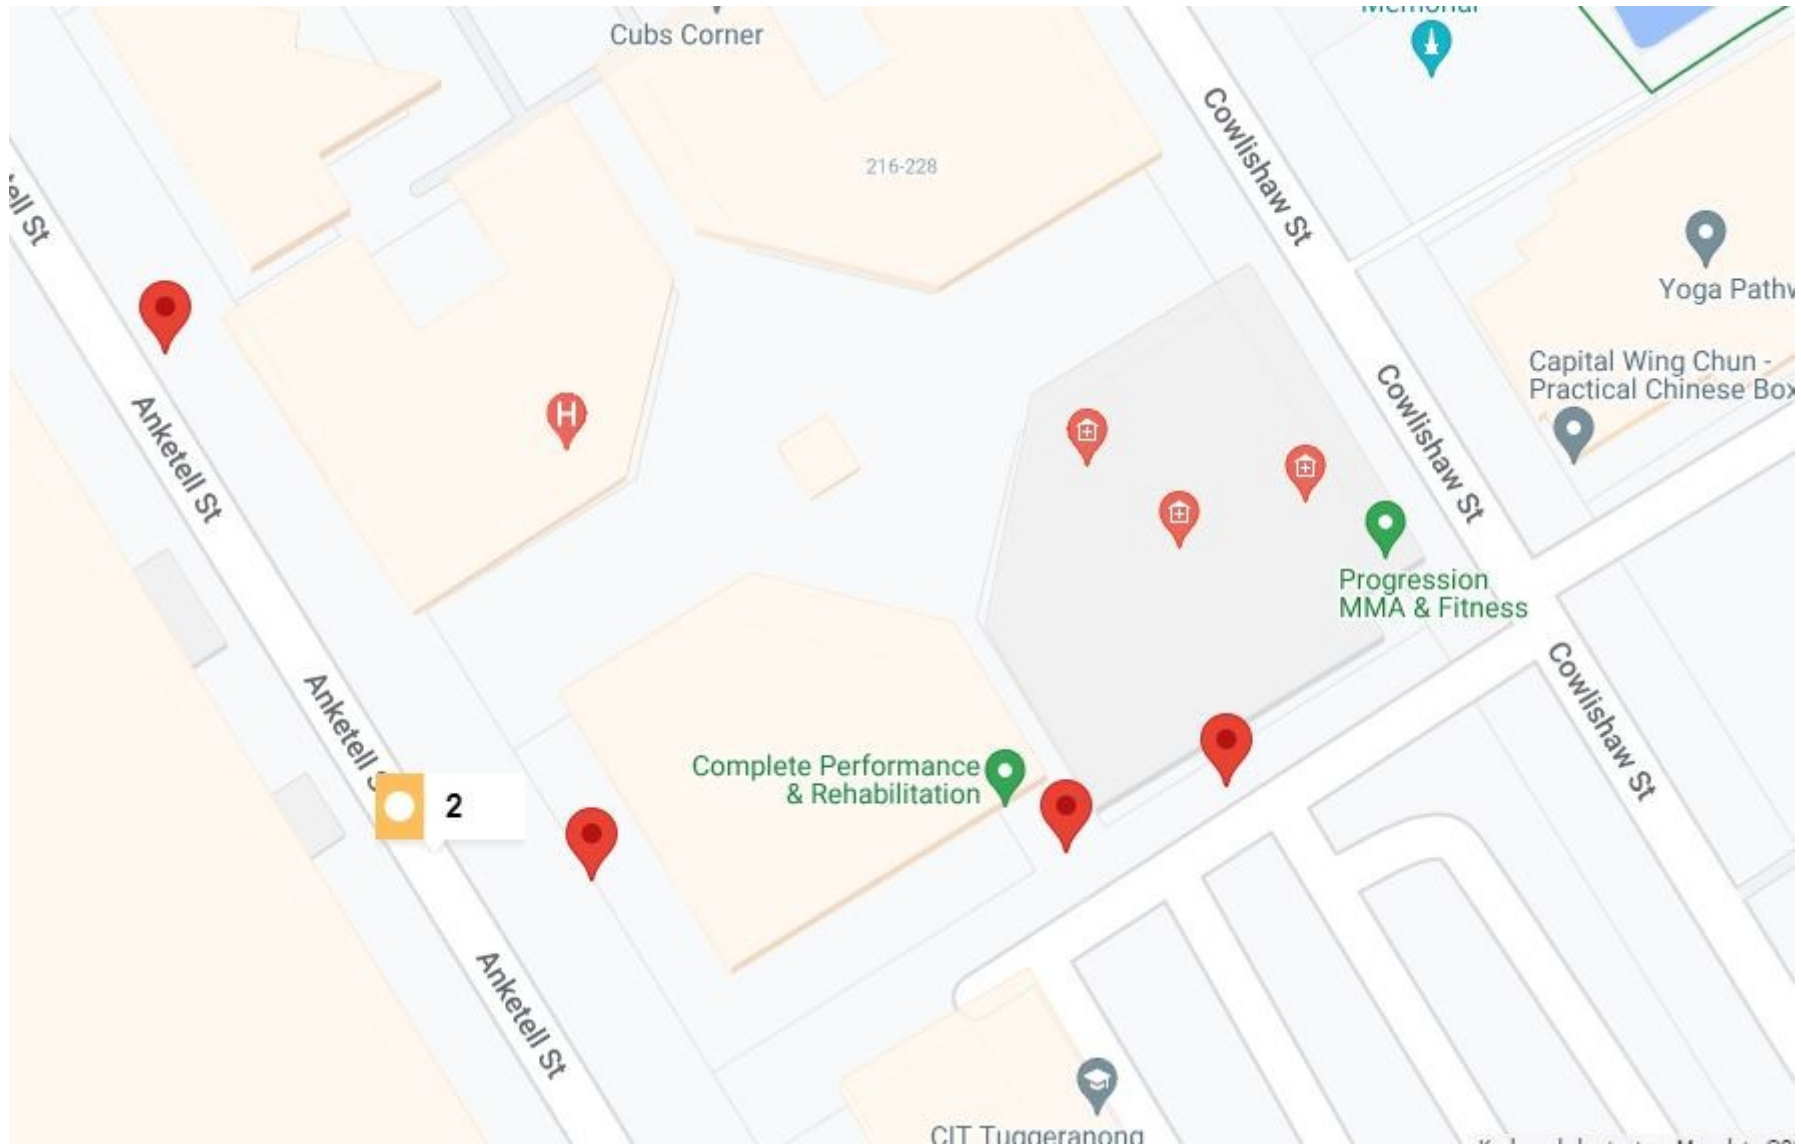 Memorial
Cubs Corner
216-228
Cowlishaw St
Yoga Pathw
Capital Wing Chun -
Practical Chinese Box
Cowlishaw St
Anketell St
Progression
MMA & Fitness
Cowlishaw St
Anketell S
2
Complete Performance
& Rehabilitation
Anketell St
CIT Tuggeranong